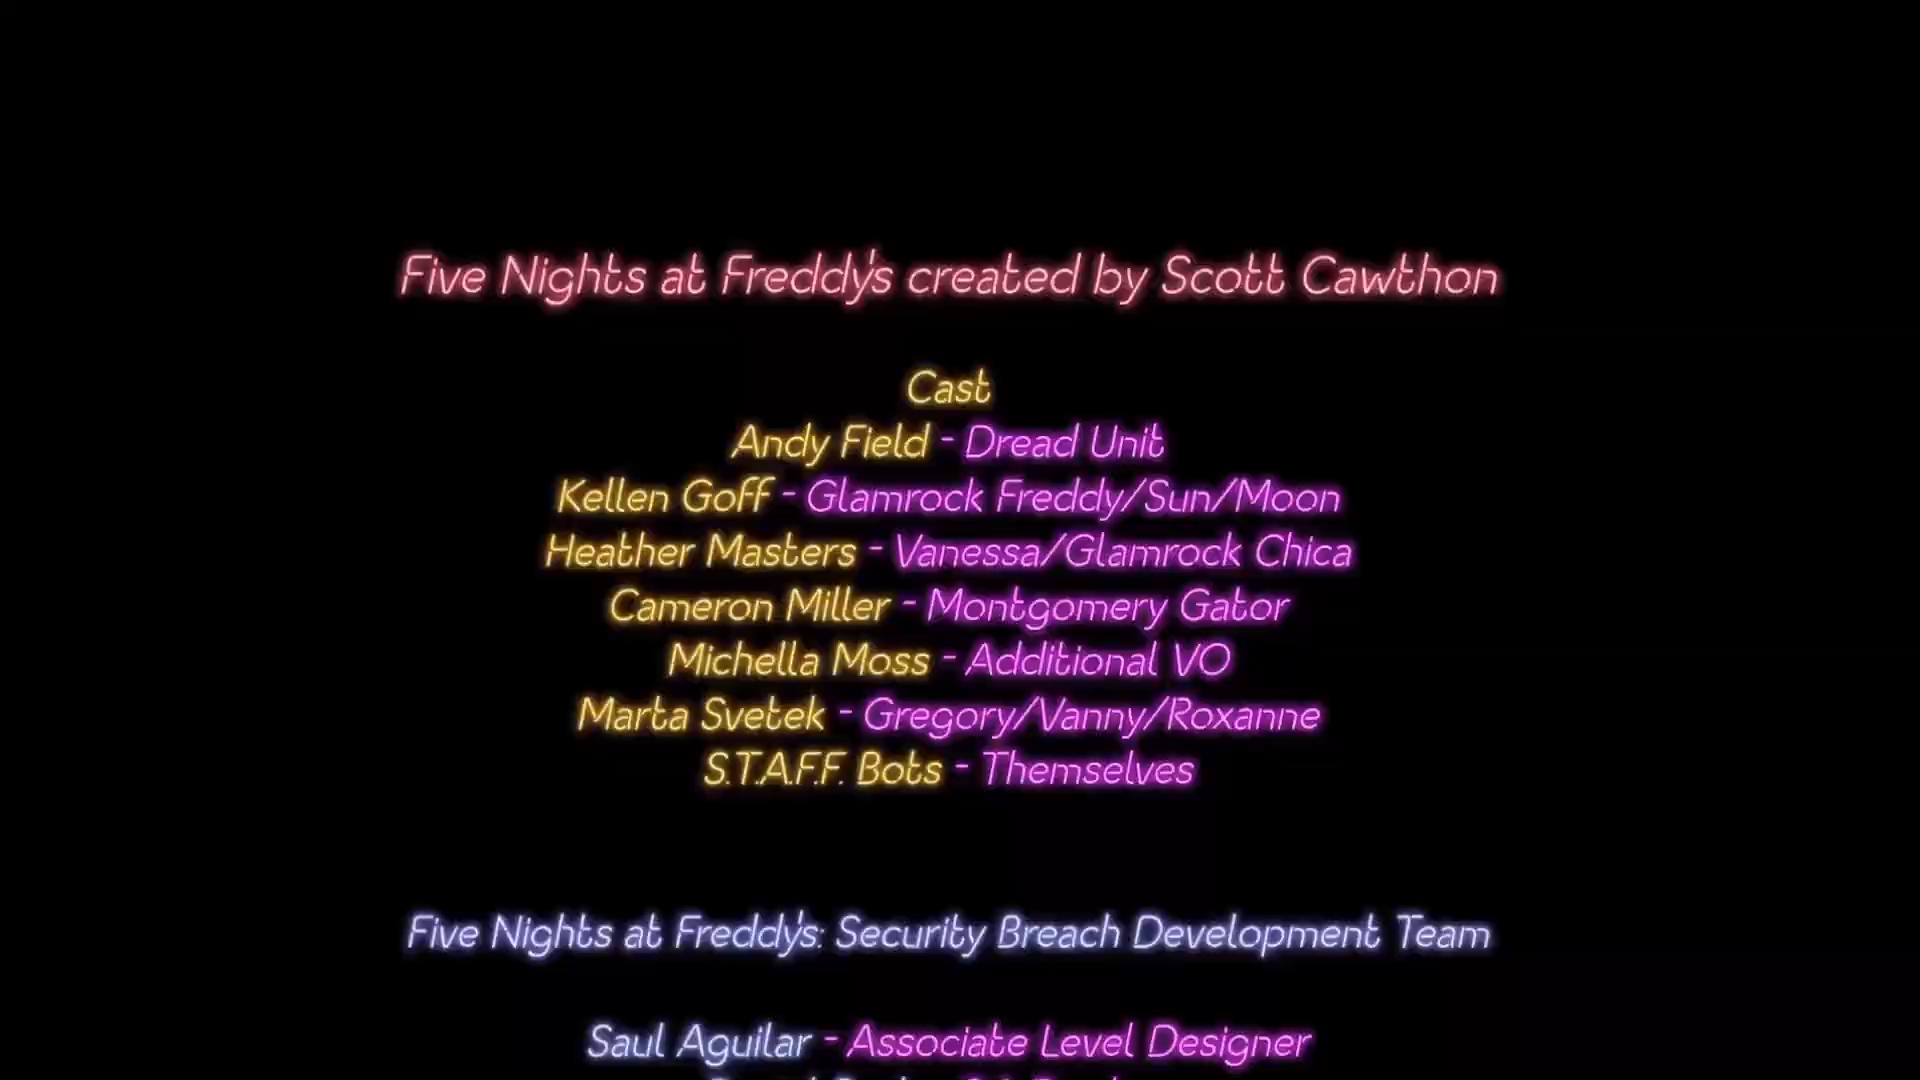 Five Nights at Freddy's created by Scott Cawthon
Cast
Andy Field - Dread Unit
Kellen Goff - Glamrock Freddy/Sun/Moon
Heather Masters - Vanessa/Glamrock Chica
Cameron Miller - Montgomery Gator
Michella Moss - Additional VO
Marta Svetek - Gregory/Vanny/Roxanne
S.T.A.F.F. Bots - Themselves
Five Nights at Freddy's: Security Breach Development Team
Saul Aguilar - Associate Level Designer